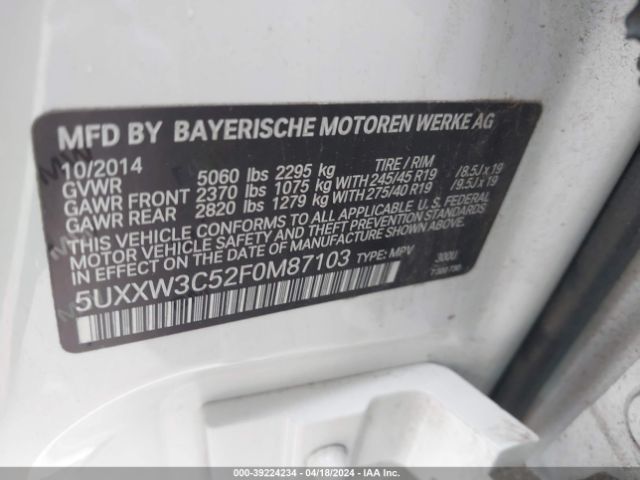 MFD BY BAYERISCHE MOTOREN WERKE AG
10/2014 TIRE / RIM
GVWR 5060 lbs 2295 kg
GAWR FRONT 2370 lbs 1075 kg WITH 245/45 R19 /8.5J x 19
GAWR REAR 2820 lbs 1279 kg WITH 275/40 R19 /9.5J x 19
THIS VEHICLE CONFORMS TO ALL APPLICABLE U. S. FEDERAL
MOTOR VEHICLE SAFETY AND THEFT PREVENTION STANDARDS
IN EFFECT ON THE DATE OF MANUFACTURE SHOWN ABOVE.
5UXXW3C52F0M87103 TYPE: MPV 300U
000-39224234 - 04/18/2024 - IAA, Inc.